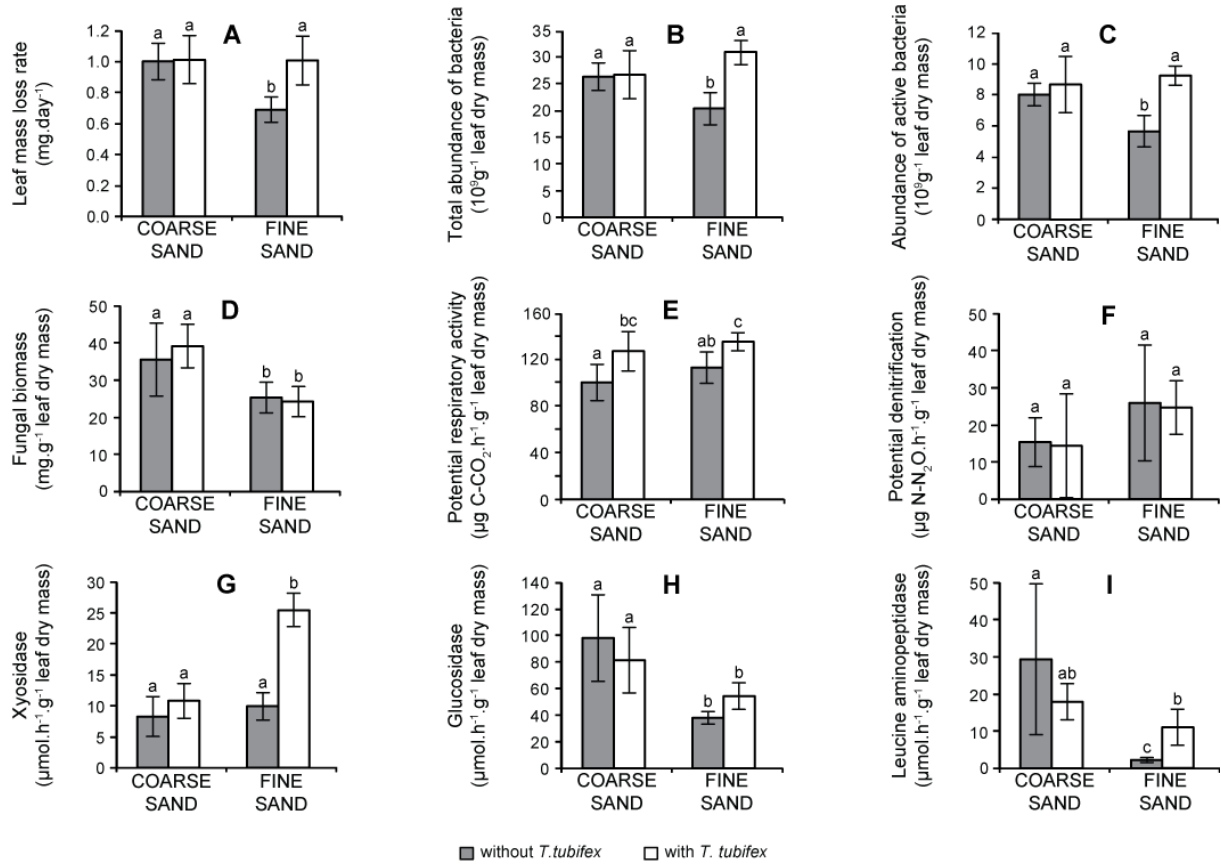 A
Leaf mass loss rate
(mg.day⁻¹)
1.2
1.0
0.8
0.6
0.4
0.2
0.0
a
a
b
a
COARSE
SAND
FINE
SAND
B
Total abundance of bacteria
(10⁹g⁻¹ leaf dry mass)
35
30
25
20
15
10
5
0
a
a
b
a
COARSE
SAND
FINE
SAND
C
Abundance of active bacteria
(10⁹g⁻¹ leaf dry mass)
12
10
8
6
4
2
0
a
a
b
a
COARSE
SAND
FINE
SAND
D
Fungal biomass
(mg.g⁻¹ leaf dry mass)
50
40
30
20
10
0
a
a
b
b
COARSE
SAND
FINE
SAND
E
Potential respiratory activity
(µg C-CO₂.h⁻¹.g⁻¹ leaf dry mass)
160
120
80
40
0
a
bc
ab
c
COARSE
SAND
FINE
SAND
F
Potential denitrification
(µg N-N₂O.h⁻¹.g⁻¹ leaf dry mass)
50
40
30
20
10
0
a
a
a
a
COARSE
SAND
FINE
SAND
G
Xyosidase
(µmol.h⁻¹.g⁻¹ leaf dry mass)
30
25
20
15
10
5
0
a
a
a
b
COARSE
SAND
FINE
SAND
H
Glucosidase
(µmol.h⁻¹.g⁻¹ leaf dry mass)
100
80
60
40
20
0
140
120
a
a
b
b
COARSE
SAND
FINE
SAND
I
Leucine aminopeptidase
(µmol.h⁻¹.g⁻¹ leaf dry mass)
50
40
30
20
10
0
a
ab
c
b
COARSE
SAND
FINE
SAND
without T.tubifex
with T. tubifex